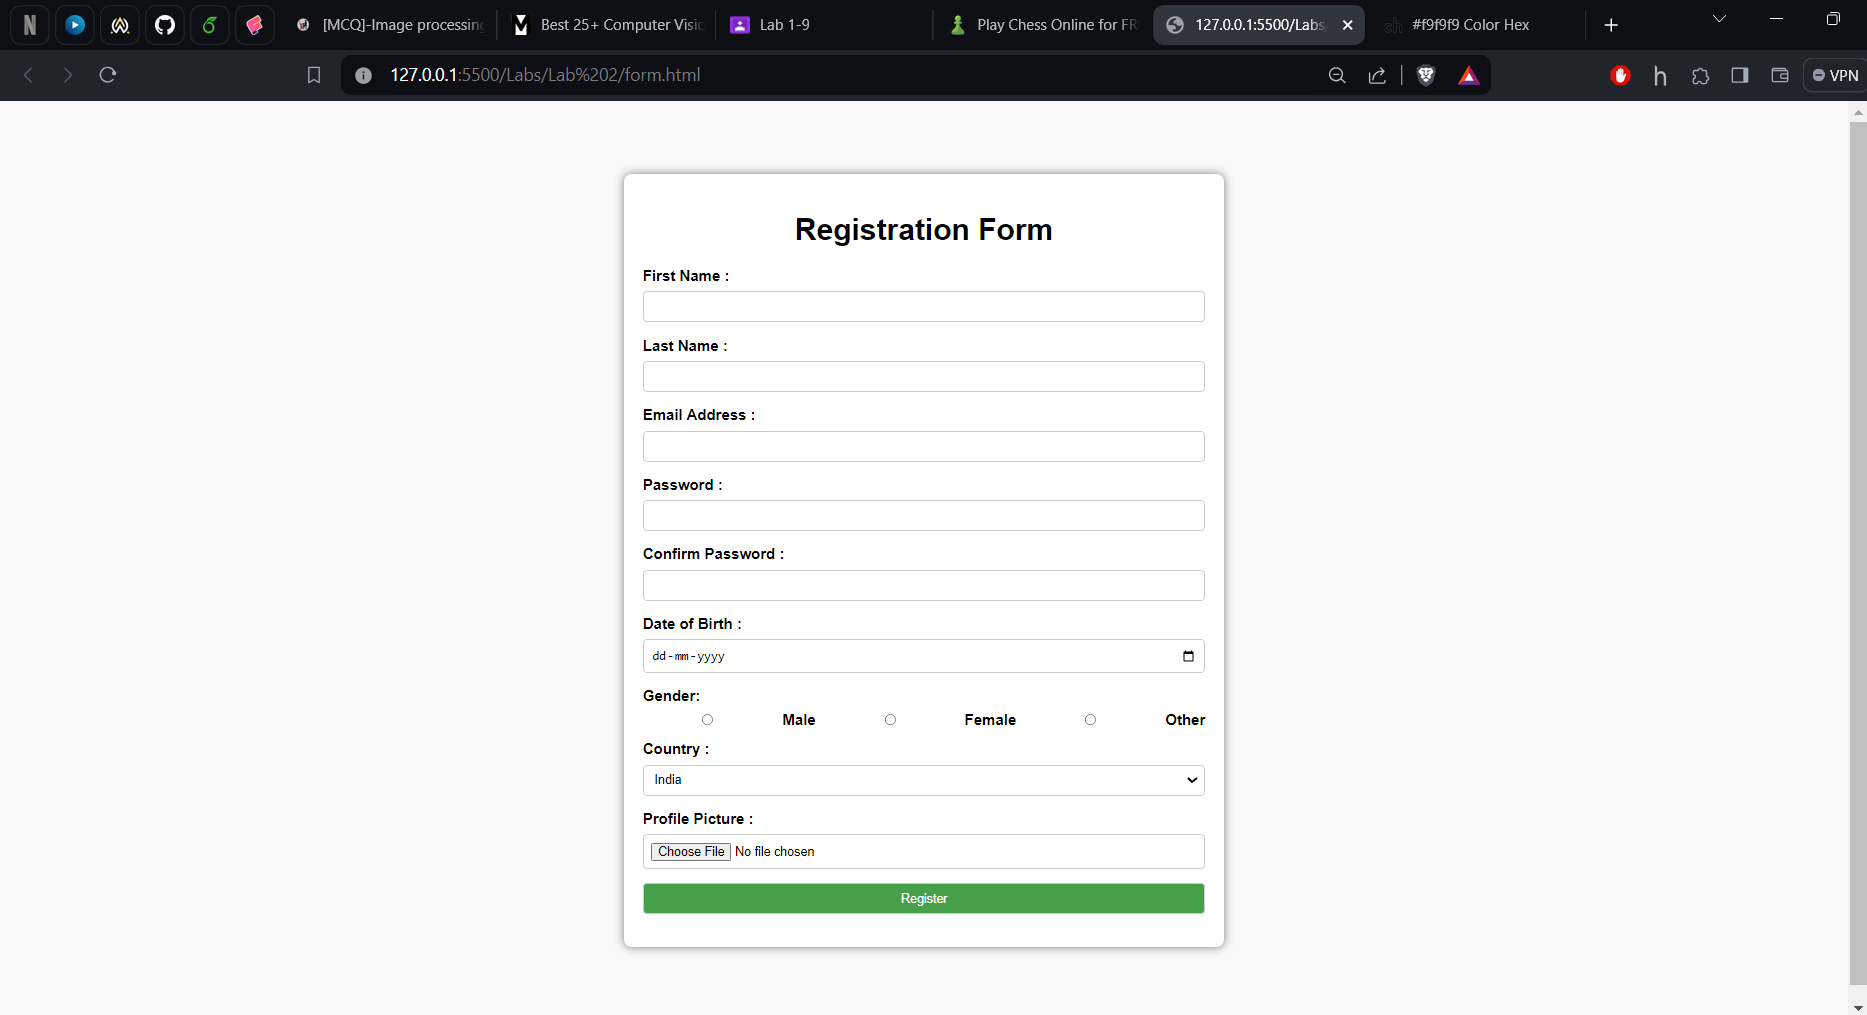 [MCQ]-Image processing
Best 25+ Computer Visio
Lab 1-9
Play Chess Online for FR
127.0.0.1:5500/Labs/
#f9f9f9 Color Hex
127.0.0.1:5500/Labs/Lab%202/form.html
VPN
Registration Form
First Name :
Last Name :
Email Address :
Password :
Confirm Password :
Date of Birth :
dd-mm-yyyy
Gender:
Male Female Other
Country :
India
Profile Picture :
Choose File No file chosen
Register